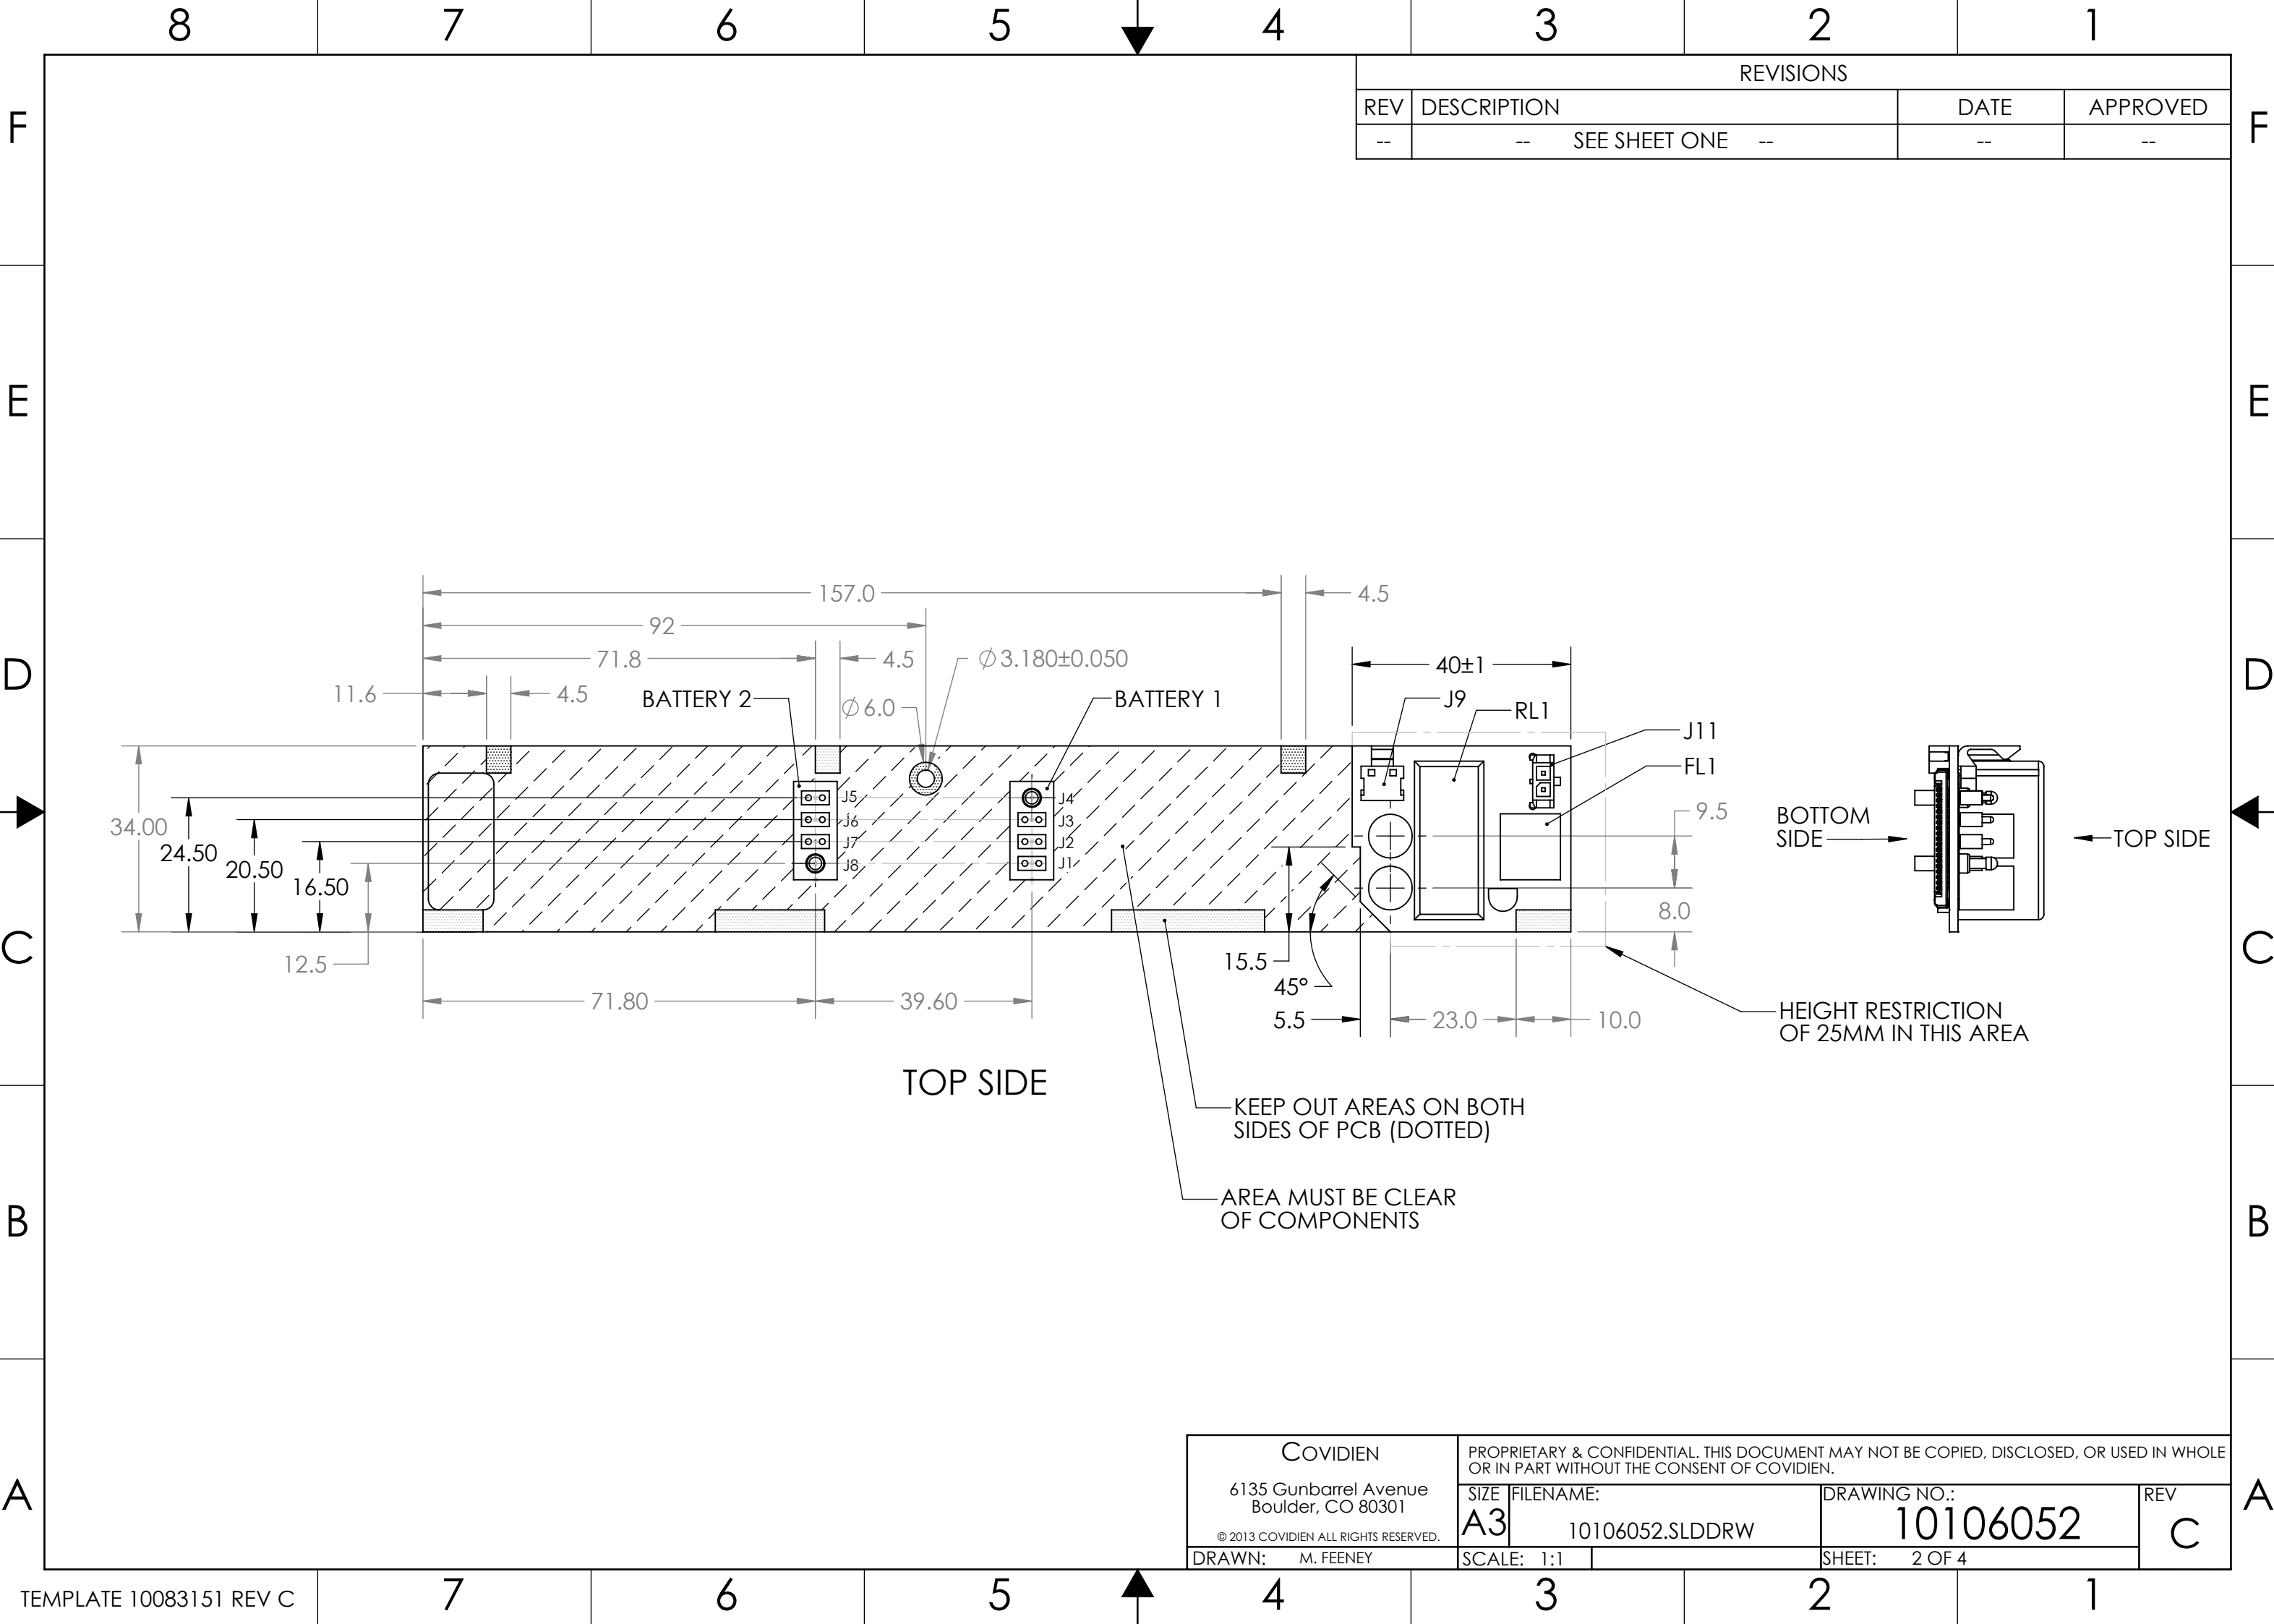 8 7 6 5 4 3 2 1
REVISIONS
REV DESCRIPTION DATE APPROVED
-- -- SEE SHEET ONE -- -- --
F F
E E
D D
C C
B B
A A
157.0 4.5
92
71.8 4.5 Ø3.180±0.050
11.6 4.5 BATTERY 2 Ø6.0 BATTERY 1
40±1
J9
RL1
J11
FL1
J5 J4
J6 J3
J7 J2
J8 J1
34.00
24.50
20.50
16.50
12.5
9.5
8.0
BOTTOM
SIDE
TOP SIDE
15.5
45°
71.80 39.60
5.5 23.0 10.0
HEIGHT RESTRICTION
OF 25MM IN THIS AREA
TOP SIDE
KEEP OUT AREAS ON BOTH
SIDES OF PCB (DOTTED)
AREA MUST BE CLEAR
OF COMPONENTS
COVIDIEN
6135 Gunbarrel Avenue
Boulder, CO 80301
© 2013 COVIDIEN ALL RIGHTS RESERVED.
DRAWN: M. FEENEY
PROPRIETARY & CONFIDENTIAL. THIS DOCUMENT MAY NOT BE COPIED, DISCLOSED, OR USED IN WHOLE
OR IN PART WITHOUT THE CONSENT OF COVIDIEN.
SIZE FILENAME: DRAWING NO.: REV
A3 10106052.SLDDRW 10106052 C
SCALE: 1:1 SHEET: 2 OF 4
TEMPLATE 10083151 REV C 7 6 5 4 3 2 1